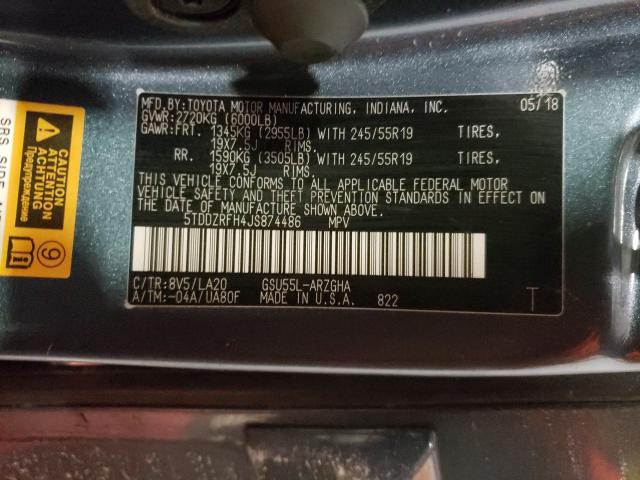 MFD.BY:TOYOTA MOTOR MANUFACTURING, INDIANA, INC. 05/18
GVWR:2720KG (6000LB)
GAWR:FRT. 1345KG (2955LB) WITH 245/55R19 TIRES,
19X7.5J RIMS.
RR. 1590KG (3505LB) WITH 245/55R19 TIRES,
19X7.5J RIMS.
THIS VEHICLE CONFORMS TO ALL APPLICABLE FEDERAL MOTOR
VEHICLE SAFETY AND THEFT PREVENTION STANDARDS IN EFFECT ON
THE DATE OF MANUFACTURE SHOWN ABOVE.
5TDDZRFH4JS874486 MPV
C/TR:8V5/LA20 GSU55L-ARZGHA
A/TM:-04A/UA80F MADE IN U.S.A. 822 T
CAUTION
ATTENTION
ACHTUNG
Предупреждение
9